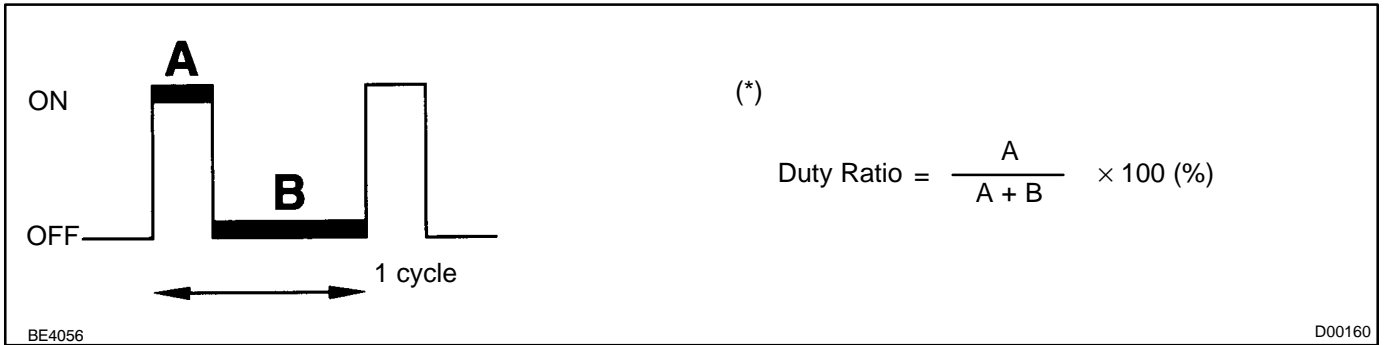 A
ON
B
OFF
1 cycle
(*)
Duty Ratio = A / A + B × 100 (%)
BE4056
D00160